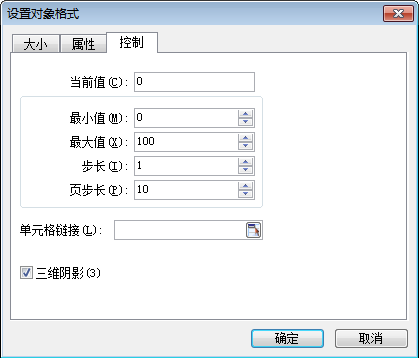 设置对象格式
大小 属性 控制
当前值(C): 0
最小值(M): 0
最大值(X): 100
步长(I): 1
页步长(P): 10
单元格链接(L):
三维阴影(3)
确定 取消